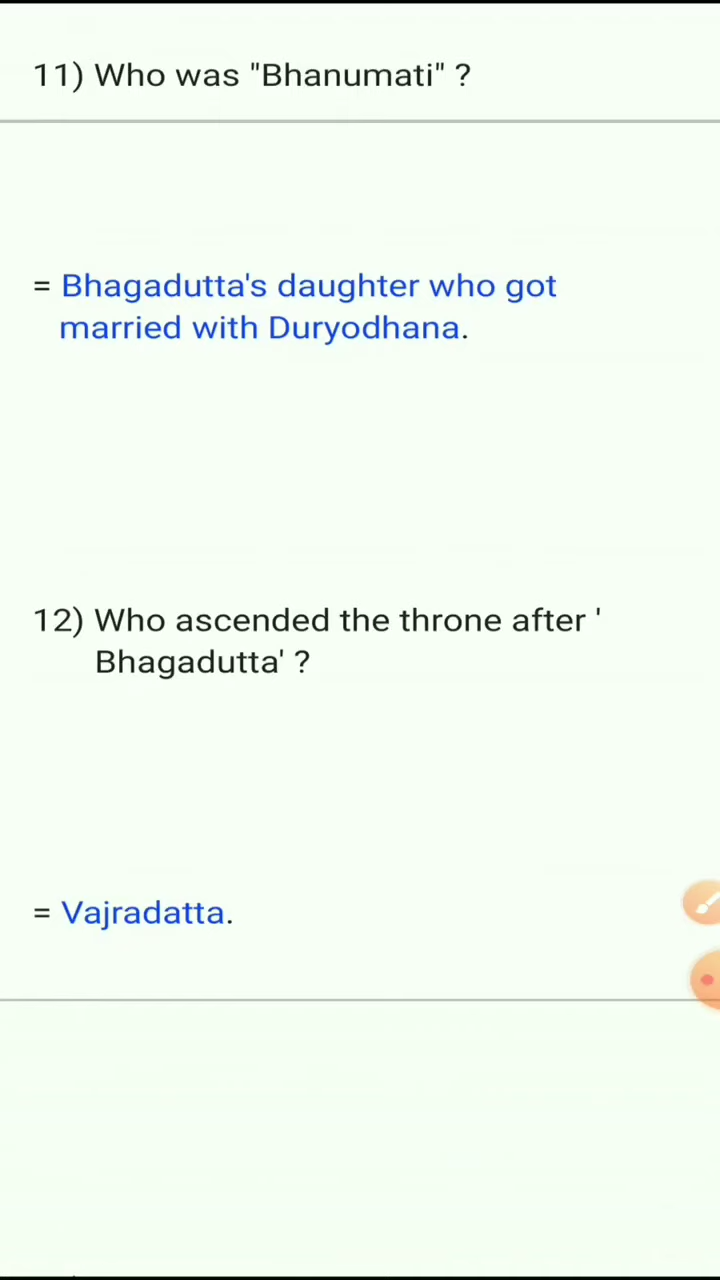 11) Who was "Bhanumati" ?
= Bhagadutta's daughter who got
married with Duryodhana.
12) Who ascended the throne after '
Bhagadutta' ?
= Vajradatta.